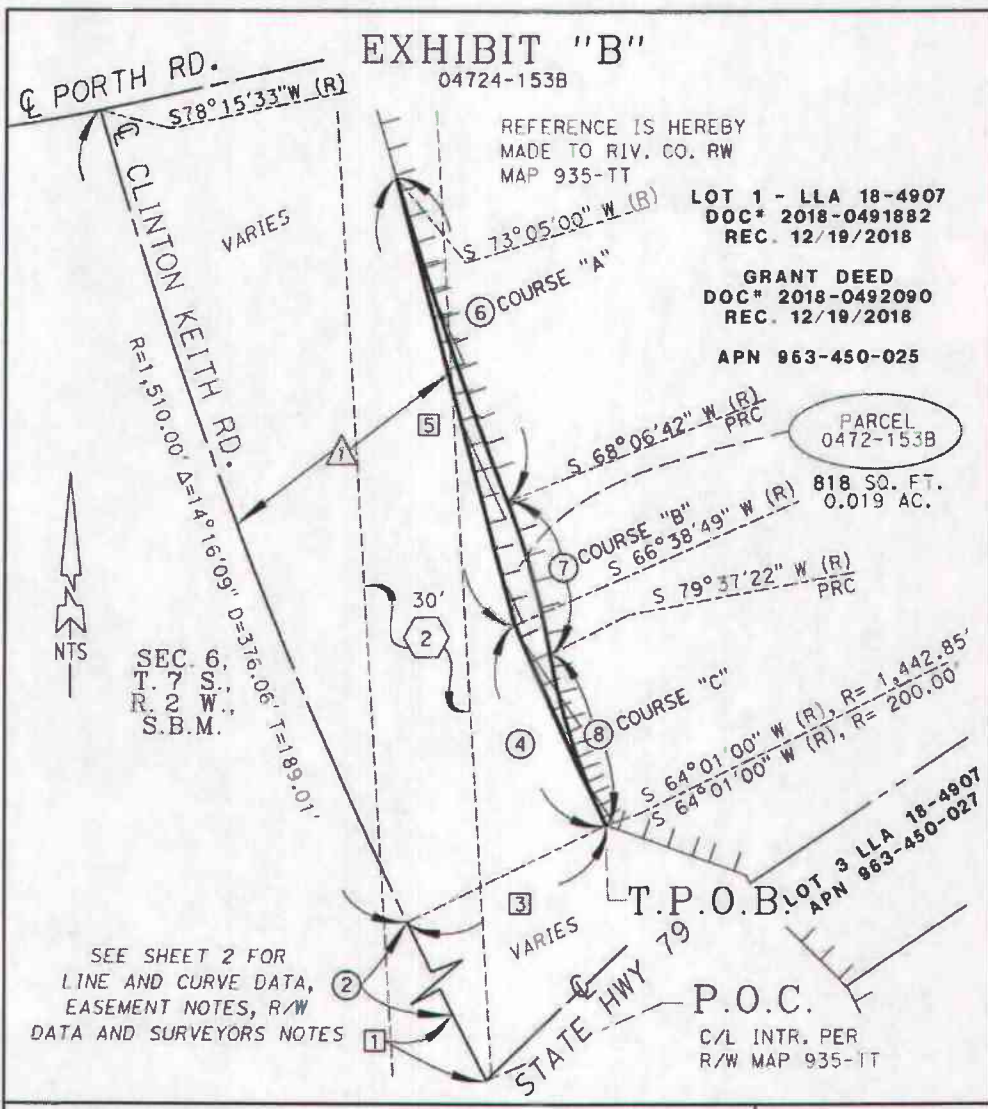 EXHIBIT "B"
04724-153B
℄ PORTH RD.
S78°15'33"W (R)
℄ CLINTON KEITH RD.
VARIES
REFERENCE IS HEREBY
MADE TO RIV. CO. RW
MAP 935-TT
S 73°05'00" W (R)
LOT 1 - LLA 18-4907
DOC# 2018-0491882
REC. 12/19/2018
GRANT DEED
DOC# 2018-0492090
REC. 12/19/2018
APN 963-450-025
6 COURSE "A"
R=1,510.00' Δ=14°16'09" D=376.06' T=189.01'
1
5
S 68°06'42" W (R)
PRC
PARCEL
0472-153B
818 SQ. FT.
0.019 AC.
7 COURSE "B"
S 66°38'49" W (R)
S 79°37'22" W (R)
PRC
NTS
30'
2
SEC. 6,
T. 7 S.,
R. 2 W.,
S.B.M.
4
8 COURSE "C"
S 64°01'00" W (R), R= 1,442.85'
S 64°01'00" W (R), R= 200.00'
LOT 3 LLA 18-4907
APN 963-450-027
T.P.O.B.
3
VARIES
SEE SHEET 2 FOR
LINE AND CURVE DATA,
EASEMENT NOTES, R/W
DATA AND SURVEYORS NOTES
2
1
℄
STATE HWY 79
P.O.C.
C/L INTR. PER
R/W MAP 935-TT